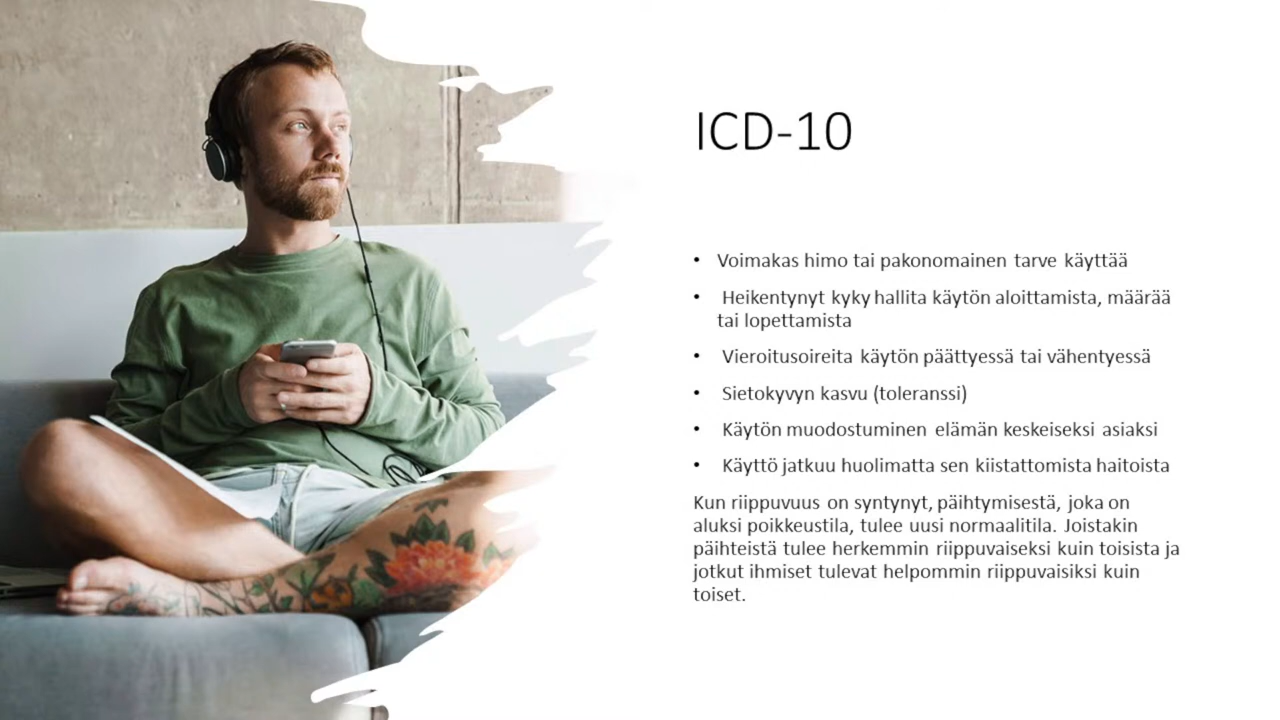 ICD-10
• Voimakas himo tai pakonomainen tarve käyttää
• Heikentynyt kyky hallita käytön aloittamista, määrää
tai lopettamista
• Vieroitusoireita käytön päättyessä tai vähentyessä
• Sietokyvyn kasvu (toleranssi)
• Käytön muodostuminen elämän keskeiseksi asiaksi
• Käyttö jatkuu huolimatta sen kiistattomista haitoista
Kun riippuvuus on syntynyt, päihtymisestä, joka on
aluksi poikkeustila, tulee uusi normaalitila. Joistakin
päihteistä tulee herkemmin riippuvaiseksi kuin toisista ja
jotkut ihmiset tulevat helpommin riippuvaisiksi kuin
toiset.